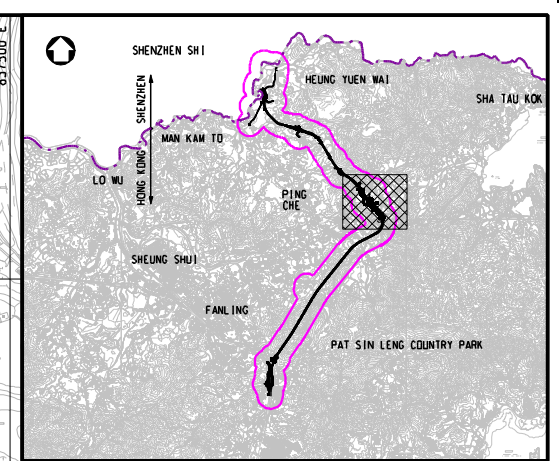 857500 E
SHENZHEN SHI
HEUNG YUEN WAI
SHA TAU KOK
SHENZHEN
HONG KONG
MAN KAM TO
LO WU
PING
CHE
SHEUNG SHUI
FANLING
PAT SIN LENG COUNTRY PARK